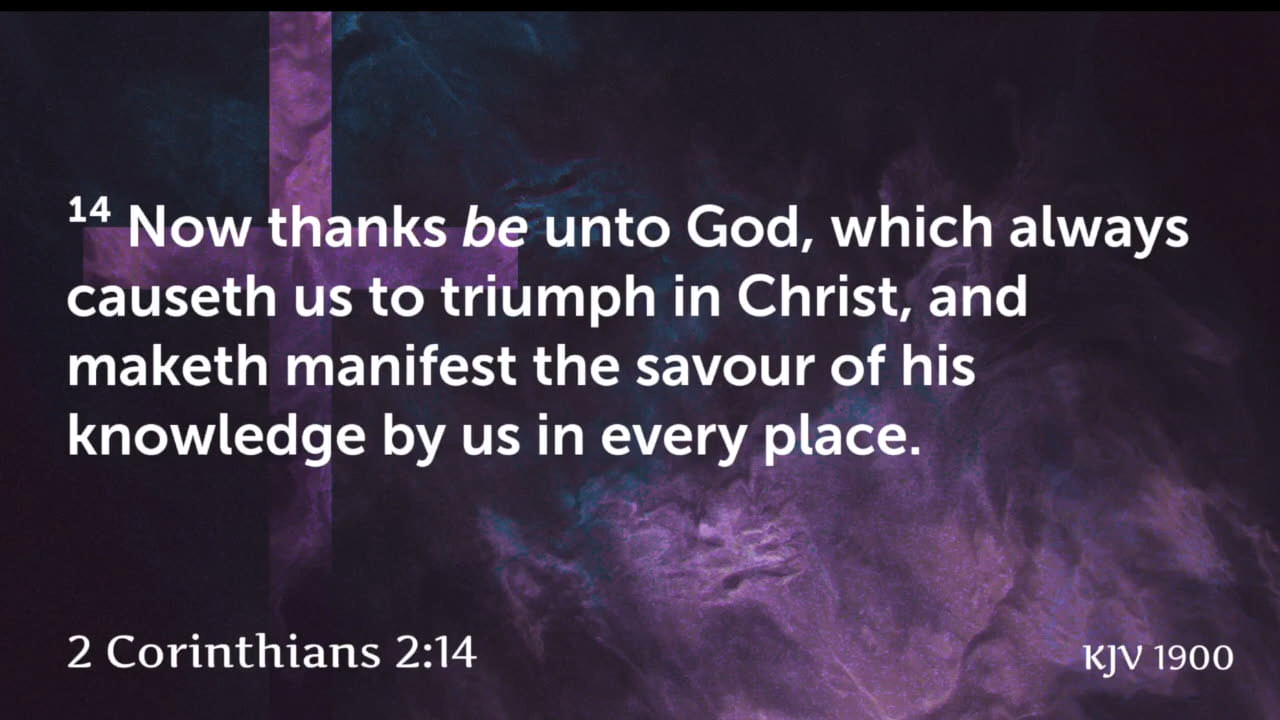 14 Now thanks be unto God, which always
causeth us to triumph in Christ, and
maketh manifest the savour of his
knowledge by us in every place.
2 Corinthians 2:14
KJV 1900